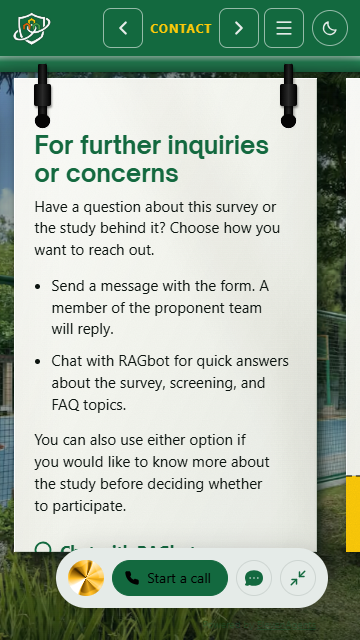 CONTACT
For further inquiries
or concerns
Have a question about this survey or
the study behind it? Choose how you
want to reach out.
• Send a message with the form. A
member of the proponent team
will reply.
• Chat with RAGbot for quick answers
about the survey, screening, and
FAQ topics.
You can also use either option if
you would like to know more about
the study before deciding whether
to participate.
Start a call